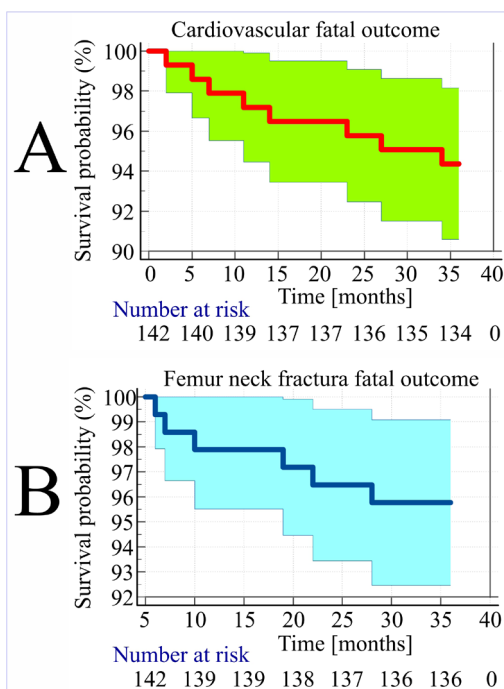 Cardiovascular fatal outcome
A
Survival probability (%)
100
98
96
94
92
90
0 5 10 15 20 25 30 35 40
Time [months]
Number at risk
142 140 139 137 137 136 135 134 0
Femur neck fractura fatal outcome
B
Survival probability (%)
100
99
98
97
96
95
94
93
92
5 10 15 20 25 30 35 40
Time [months]
Number at risk
142 139 139 138 137 136 136 0